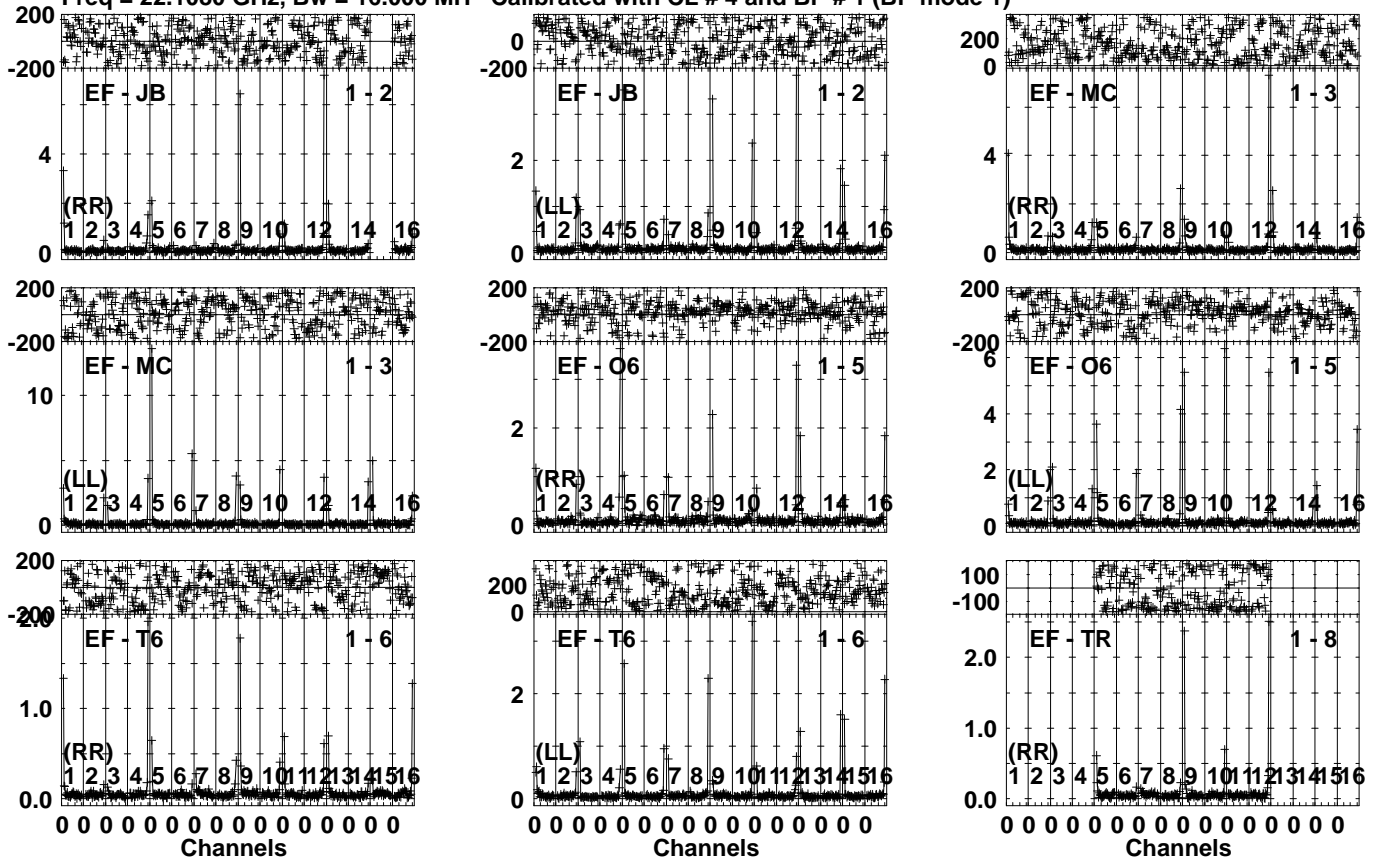 Freq = 22.1080 GHz, Bw = 16.000 MH Calibrated with CL # 4 and BP # 1 (BP mode 1)
200 0 -200
EF - JB 1 - 2
4
(RR)
1 2 3 4 5 6 7 8 9 10 12 14 16
0
0
-200
EF - JB 1 - 2
2
(LL)
1 2 3 4 5 6 7 8 9 10 12 14 16
0
200
0
EF - MC 1 - 3
4
(RR)
1 2 3 4 5 6 8 9 10 12 14 16
0
200
-200
EF - MC 1 - 3
10
(LL)
1 2 3 4 5 6 7 8 9 10 12 14 16
0
200
-200
EF - O6 1 - 5
2
(RR)
1 2 3 4 5 6 7 8 9 10 12 14 16
0
200
-200
6
EF - O6 1 - 5
4
2
(LL)
1 2 3 4 5 6 7 8 9 10 12 14 16
0
200
-200
2.0
EF - T6 1 - 6
1.0
(RR)
1 2 3 4 5 6 7 8 9 10 11 12 13 14 15 16
0.0
200
0
EF - T6 1 - 6
2
(LL)
1 2 3 4 5 6 7 8 9 10 11 12 13 14 15 16
0
100
-100
EF - TR 1 - 8
2.0
1.0
(RR)
1 2 3 4 5 6 7 8 9 10 11 12 13 14 15 16
0.0
0 0 0 0 0 0 0 0 0 0 0 0 0 0 0 0
Channels
0 0 0 0 0 0 0 0 0 0 0 0 0 0 0 0
Channels
0 0 0 0 0 0 0 0 0 0 0 0 0 0 0 0
Channels